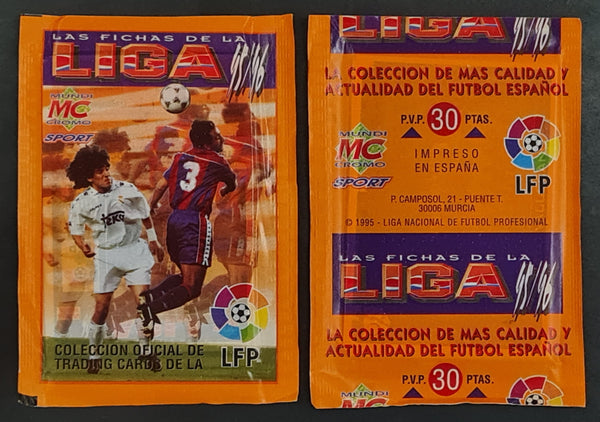 LAS FICHAS DE LA
LIGA 95/96
MUNDI
MC
CROMO
SPORT
3
teka
COLECCIÓN OFICIAL DE
TRADING CARDS DE LA
LFP
LAS FICHAS DE LA
LIGA 95/96
LA COLECCION DE MAS CALIDAD Y
ACTUALIDAD DEL FUTBOL ESPAÑOL
P.V.P. 30 PTAS.
MUNDI
MC
CROMO
SPORT
IMPRESO
EN ESPAÑA
LFP
P. CAMPOSOL, 21 - PUENTE T.
30006 MURCIA
© 1995 - LIGA NACIONAL DE FUTBOL PROFESIONAL
LAS FICHAS DE LA
LIGA 95/96
LA COLECCION DE MAS CALIDAD Y
ACTUALIDAD DEL FUTBOL ESPAÑOL
P.V.P. 30 PTAS.
MUNDI
MC